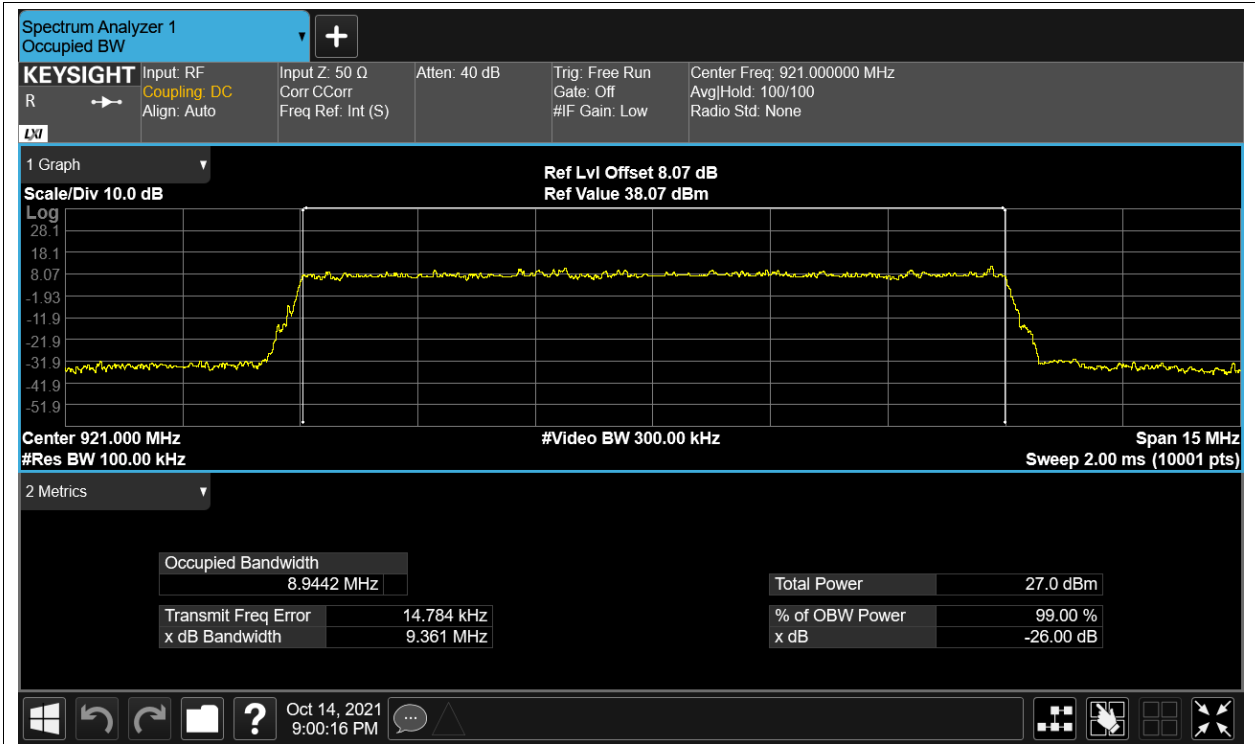 Spectrum Analyzer 1
Occupied BW
+
KEYSIGHT Input: RF Input Z: 50 Ω Atten: 40 dB Trig: Free Run Center Freq: 921.000000 MHz
R Coupling: DC Corr CCorr Gate: Off Avg|Hold: 100/100
Align: Auto Freq Ref: Int (S) #IF Gain: Low Radio Std: None
LXI
1 Graph
Ref Lvl Offset 8.07 dB
Scale/Div 10.0 dB Ref Value 38.07 dBm
Log
28.1
18.1
8.07
-1.93
-11.9
-21.9
-31.9
-41.9
-51.9
Center 921.000 MHz #Video BW 300.00 kHz Span 15 MHz
#Res BW 100.00 kHz Sweep 2.00 ms (10001 pts)
2 Metrics
Occupied Bandwidth
8.9442 MHz Total Power 27.0 dBm
Transmit Freq Error 14.784 kHz % of OBW Power 99.00 %
x dB Bandwidth 9.361 MHz x dB -26.00 dB
? Oct 14, 2021
9:00:16 PM